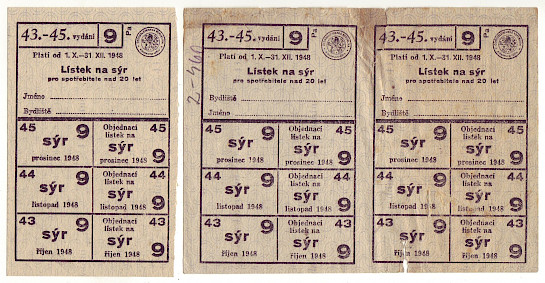 43.-45. vydání 9 Pa
Platí od 1. X.–31. XII. 1948
Lístek na sýr
pro spotřebitele nad 20 let
Jméno
Bydliště
45 sýr 9 prosinec 1948
Objednací lístek na 45 sýr prosinec 1948 9
44 9 sýr listopad 1948
Objednací lístek na 44 sýr listopad 1948 9
43 sýr 9 říjen 1948
Objednací lístek na 43 sýr říjen 1948 9
43.-45. vydání 9 Pa
Platí od 1. X.–31. XII. 1948
Lístek na sýr
pro spotřebitele nad 20 let
Bydliště
Jméno
45 sýr 9 prosinec 1948
Objednací lístek na 45 sýr prosinec 1948 9
44 9 sýr listopad 1948
Objednací lístek na 44 sýr listopad 1948 9
43 sýr 9 říjen 1948
Objednací lístek na 43 sýr říjen 1948 9
43.-45. vydání 9 Pa
Platí od 1. X.–31. XII. 1948
Lístek na sýr
pro spotřebitele nad 20 let
Jméno
Bydliště
45 sýr 9 prosinec 1948
Objednací lístek na 45 sýr prosinec 1948 9
44 9 sýr listopad 1948
Objednací lístek na 44 sýr listopad 1948 9
43 sýr 9 říjen 1948
Objednací lístek na 43 sýr říjen 1948 9